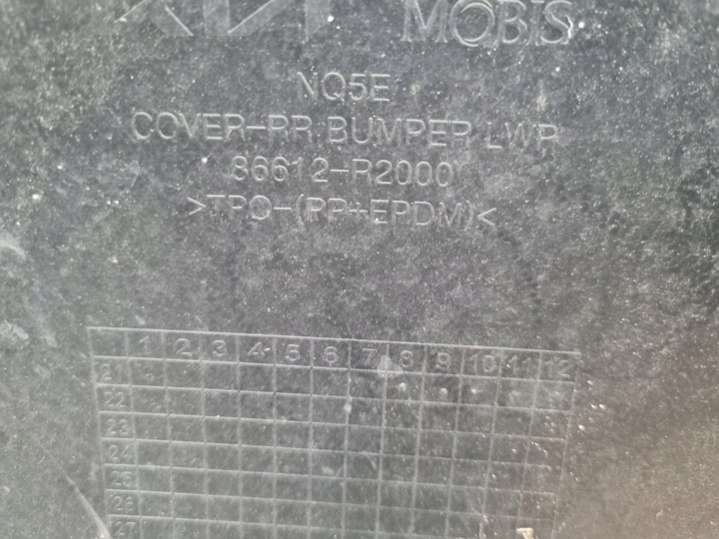 KIA MOBIS
NQ5E
COVER-RR BUMPER LWR
86612-R2000
>TPO-(PP+EPDM)<
1 2 3 4 5 6 7 8 9 10 11 12
21
22
23
24
25
26
27